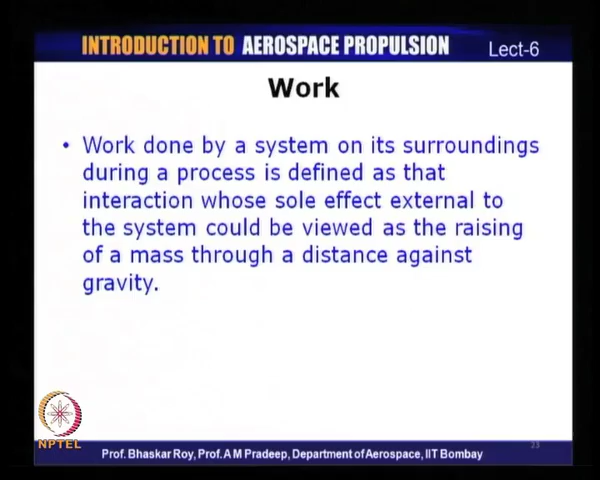 INTRODUCTION TO AEROSPACE PROPULSION Lect-6
Work
• Work done by a system on its surroundings
during a process is defined as that
interaction whose sole effect external to
the system could be viewed as the raising
of a mass through a distance against
gravity.
NPTEL
23
Prof. Bhaskar Roy, Prof. A M Pradeep, Department of Aerospace, IIT Bombay